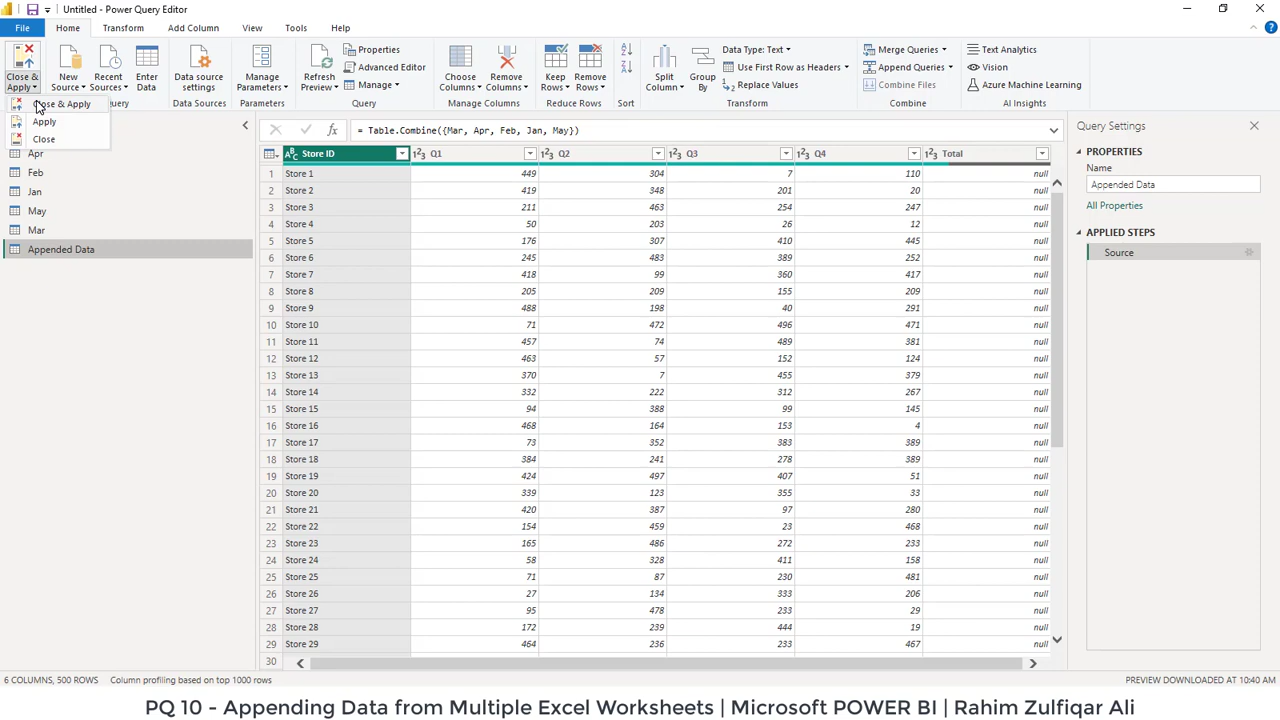 Untitled - Power Query Editor
File Home Transform Add Column View Tools Help
Close & Apply
New Source
Recent Sources
Enter Data
Data source settings
Manage Parameters
Refresh Preview
Properties
Advanced Editor
Manage
Choose Columns
Remove Columns
Keep Rows
Remove Rows
Split Column
Group By
Data Type: Text
Use First Row as Headers
Replace Values
Merge Queries
Append Queries
Combine Files
Text Analytics
Vision
Azure Machine Learning
Data Sources Parameters Query Manage Columns Reduce Rows Sort Transform Combine AI Insights
& Apply
Apply
Close
= Table.Combine({Mar, Apr, Feb, Jan, May})
Apr
Feb
Jan
May
Mar
Appended Data
Store ID Q1 Q2 Q3 Q4 Total
1 Store 1 449 304 7 110 null
2 Store 2 419 348 201 20 null
3 Store 3 211 463 254 247 null
4 Store 4 50 203 26 12 null
5 Store 5 176 307 410 445 null
6 Store 6 245 483 389 252 null
7 Store 7 418 99 360 417 null
8 Store 8 205 209 155 209 null
9 Store 9 488 198 40 291 null
10 Store 10 71 472 496 471 null
11 Store 11 457 74 489 381 null
12 Store 12 463 57 152 124 null
13 Store 13 370 7 455 379 null
14 Store 14 332 222 312 267 null
15 Store 15 94 388 99 145 null
16 Store 16 468 164 153 4 null
17 Store 17 73 352 383 389 null
18 Store 18 384 241 278 389 null
19 Store 19 424 497 407 51 null
20 Store 20 339 123 355 33 null
21 Store 21 420 387 97 280 null
22 Store 22 154 459 23 468 null
23 Store 23 165 486 272 233 null
24 Store 24 58 328 411 158 null
25 Store 25 71 87 230 481 null
26 Store 26 27 134 333 206 null
27 Store 27 95 478 233 29 null
28 Store 28 172 239 444 19 null
29 Store 29 464 236 233 467 null
30
Query Settings
PROPERTIES
Name
Appended Data
All Properties
APPLIED STEPS
Source
6 COLUMNS, 500 ROWS Column profiling based on top 1000 rows PREVIEW DOWNLOADED AT 10:40 AM
PQ 10 - Appending Data from Multiple Excel Worksheets | Microsoft POWER BI | Rahim Zulfiqar Ali